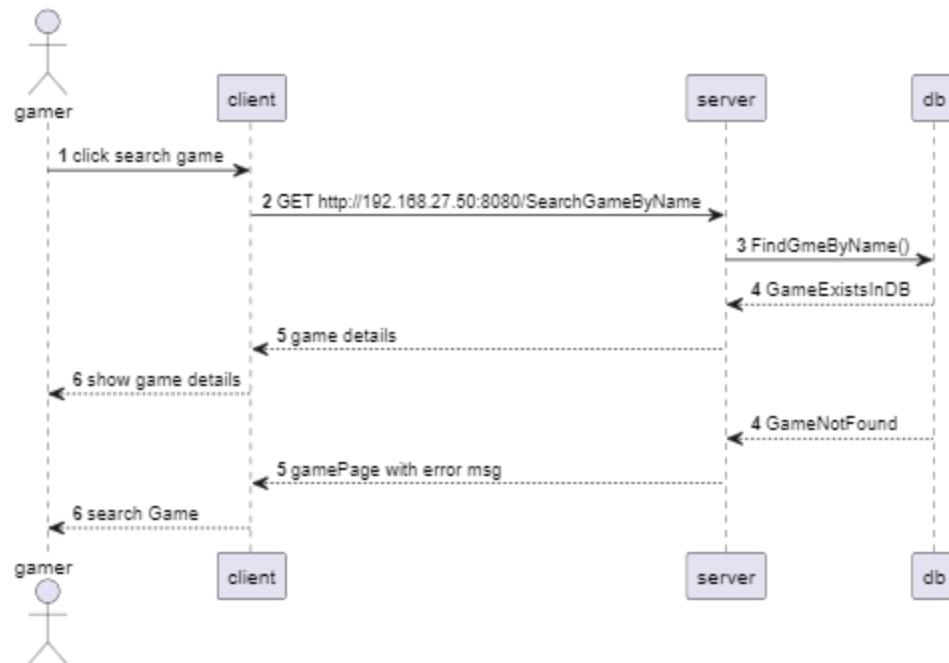 gamer
client
server
db
1 click search game
2 GET http://192.168.27.50:8080/SearchGameByName
3 FindGmeByName()
4 GameExistsInDB
5 game details
6 show game details
4 GameNotFound
5 gamePage with error msg
6 search Game
gamer
client
server
db